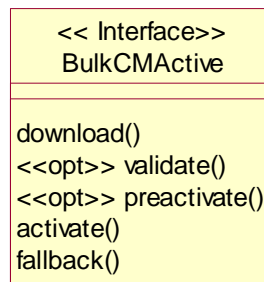 << Interface>>
BulkCMActive
download()
<<opt>> validate()
<<opt>> preactivate()
activate()
fallback()